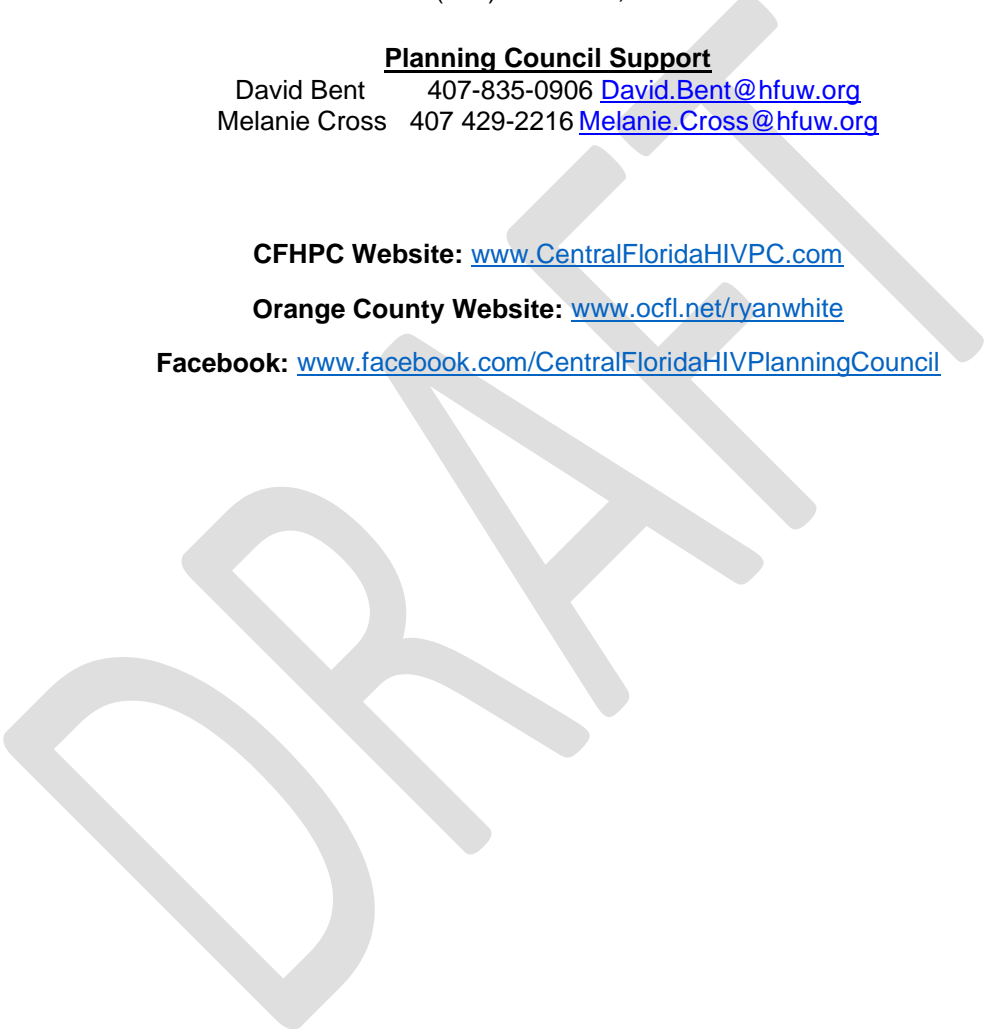 Planning Council Support
David Bent 407-835-0906 David.Bent@hfuw.org
Melanie Cross 407 429-2216 Melanie.Cross@hfuw.org
CFHPC Website: www.CentralFloridaHIVPC.com
Orange County Website: www.ocfl.net/ryanwhite
Facebook: www.facebook.com/CentralFloridaHIVPlanningCouncil
DRAFT